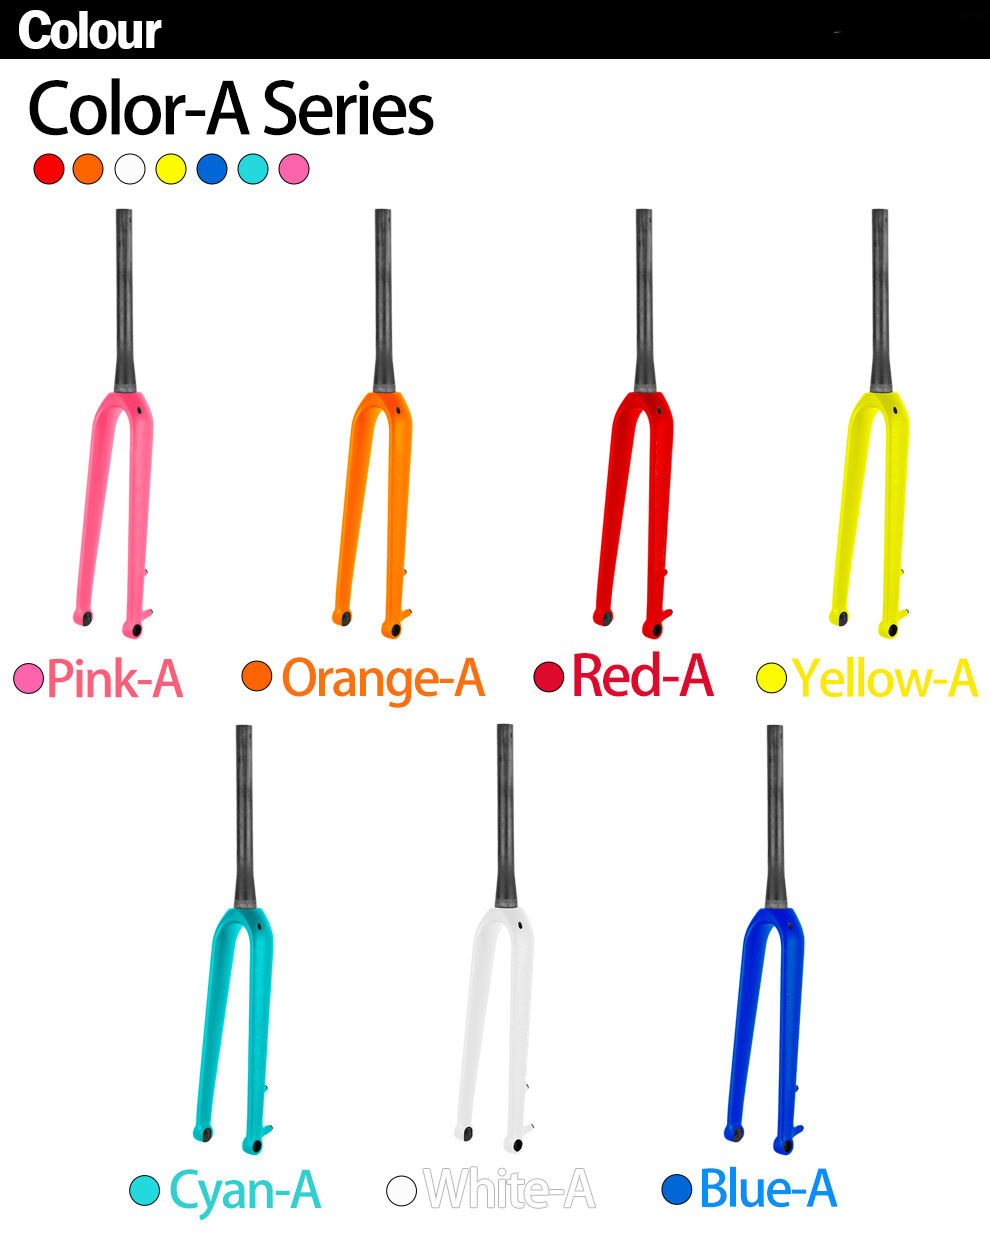 Colour
Color-A Series
Pink-A
Orange-A
Red-A
Yellow-A
Cyan-A
White-A
Blue-A